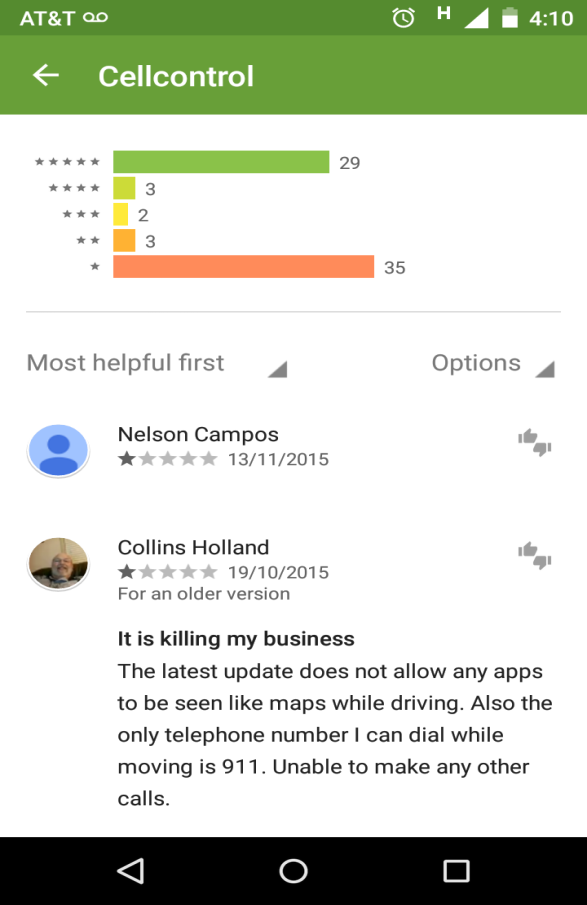 AT&T H 4:10
Cellcontrol
29
3
2
3
35
Most helpful first Options
Nelson Campos
13/11/2015
Collins Holland
19/10/2015
For an older version
It is killing my business
The latest update does not allow any apps
to be seen like maps while driving. Also the
only telephone number I can dial while
moving is 911. Unable to make any other
calls.